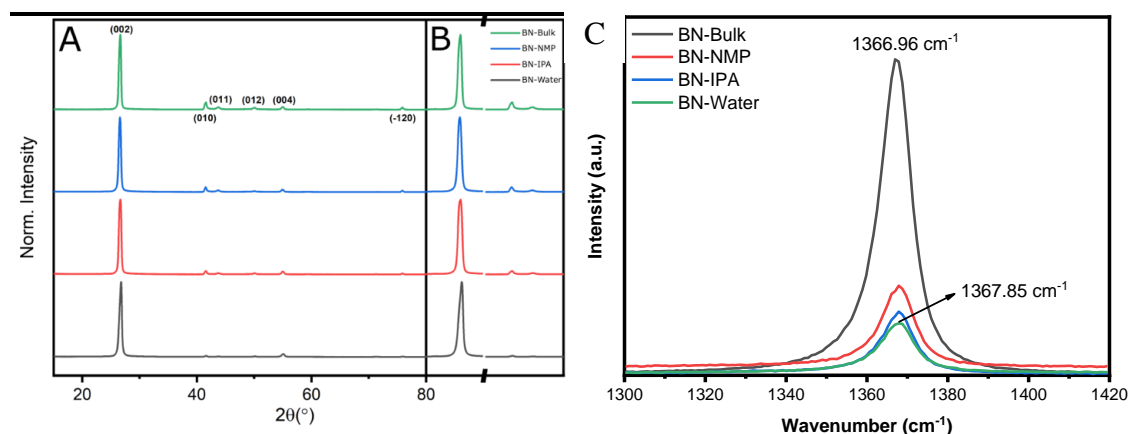 A
(002)
(011)
(012)
(004)
(010)
(-120)
B
BN-Bulk
BN-NMP
BN-IPA
BN-Water
Norm. Intensity
20
40
60
80
2θ(°)
C
BN-Bulk
BN-NMP
BN-IPA
BN-Water
1366.96 cm⁻¹
1367.85 cm⁻¹
Intensity (a.u.)
1300
1320
1340
1360
1380
1400
1420
Wavenumber (cm⁻¹)